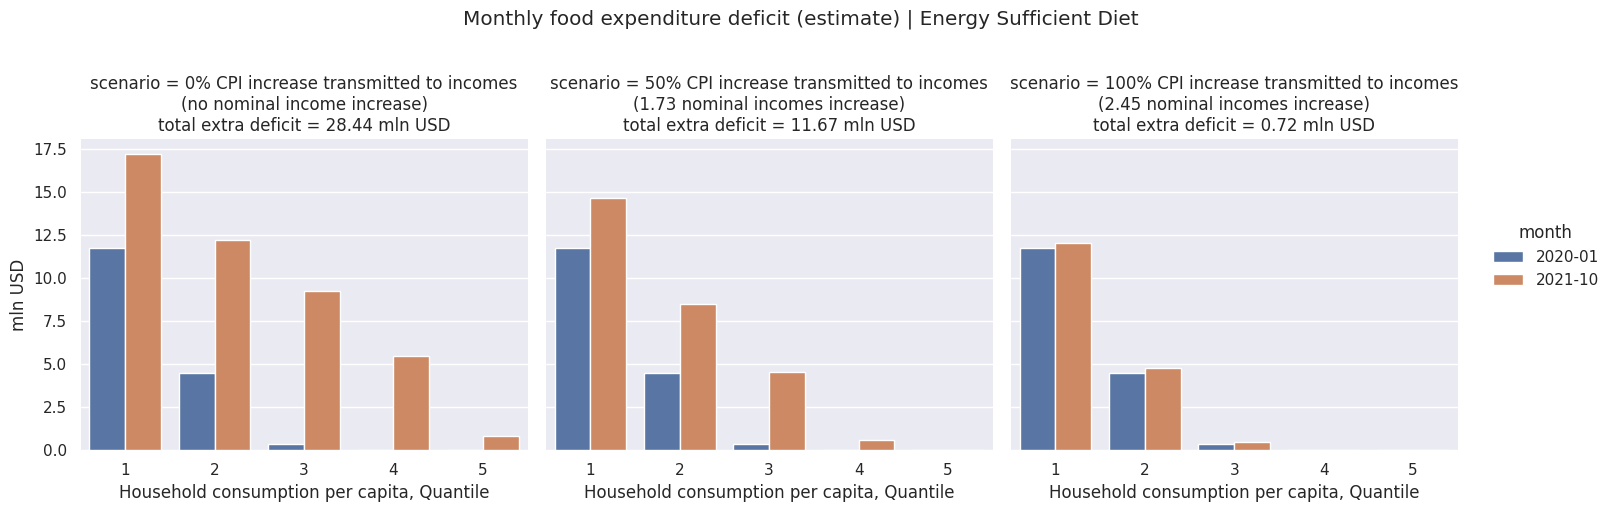 Monthly food expenditure deficit (estimate) | Energy Sufficient Diet
scenario = 0% CPI increase transmitted to incomes
(no nominal income increase)
total extra deficit = 28.44 mln USD
scenario = 50% CPI increase transmitted to incomes
(1.73 nominal incomes increase)
total extra deficit = 11.67 mln USD
scenario = 100% CPI increase transmitted to incomes
(2.45 nominal incomes increase)
total extra deficit = 0.72 mln USD
mln USD
17.5
15.0
12.5
10.0
7.5
5.0
2.5
0.0
1 2 3 4 5
Household consumption per capita, Quantile
1 2 3 4 5
Household consumption per capita, Quantile
1 2 3 4 5
Household consumption per capita, Quantile
month
2020-01
2021-10